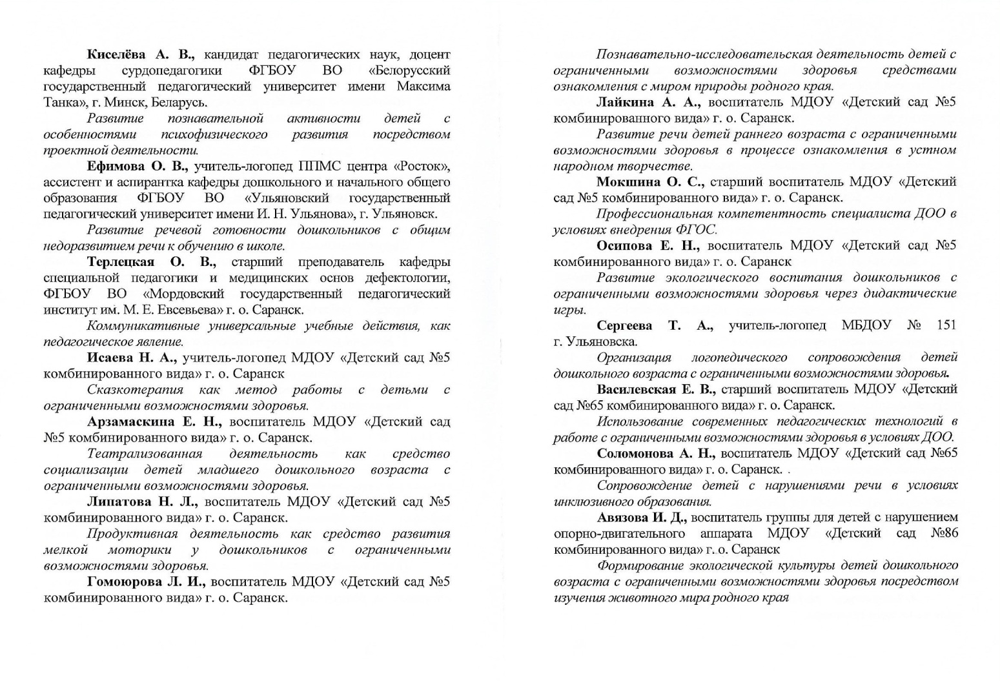 Киселёва А. В., кандидат педагогических наук, доцент
кафедры сурдопедагогики ФГБОУ ВО «Белорусский
государственный педагогический университет имени Максима
Танка», г. Минск, Беларусь.
Развитие познавательной активности детей с
особенностями психофизического развития посредством
проектной деятельности.
Ефимова О. В., учитель-логопед ППМС центра «Росток»,
ассистент и аспирантка кафедры дошкольного и начального общего
образования ФГБОУ ВО «Ульяновский государственный
педагогический университет имени И. Н. Ульянова», г. Ульяновск.
Развитие речевой готовности дошкольников с общим
недоразвитием речи к обучению в школе.
Терлецкая О. В., старший преподаватель кафедры
специальной педагогики и медицинских основ дефектологии,
ФГБОУ ВО «Мордовский государственный педагогический
институт им. М. Е. Евсевьева» г. о. Саранск.
Коммуникативные универсальные учебные действия, как
педагогическое явление.
Исаева Н. А., учитель-логопед МДОУ «Детский сад №5
комбинированного вида» г. о. Саранск
Сказкотерапия как метод работы с детьми с
ограниченными возможностями здоровья.
Арзамаскина Е. Н., воспитатель МДОУ «Детский сад
№5 комбинированного вида» г. о. Саранск.
Театрализованная деятельность как средство
социализации детей младшего дошкольного возраста с
ограниченными возможностями здоровья.
Липатова Н. Л., воспитатель МДОУ «Детский сад №5
комбинированного вида» г. о. Саранск.
Продуктивная деятельность как средство развития
мелкой моторики у дошкольников с ограниченными
возможностями здоровья.
Гомоюрова Л. И., воспитатель МДОУ «Детский сад №5
комбинированного вида» г. о. Саранск.
Познавательно-исследовательская деятельность детей с
ограниченными возможностями здоровья средствами
ознакомления с миром природы родного края.
Лайкина А. А., воспитатель МДОУ «Детский сад №5
комбинированного вида» г. о. Саранск.
Развитие речи детей раннего возраста с ограниченными
возможностями здоровья в процессе ознакомления в устном
народном творчестве.
Мокшина О. С., старший воспитатель МДОУ «Детский
сад №5 комбинированного вида» г. о. Саранск.
Профессиональная компетентность специалиста ДОО в
условиях внедрения ФГОС.
Осипова Е. Н., воспитатель МДОУ «Детский сад №5
комбинированного вида» г. о. Саранск
Развитие экологического воспитания дошкольников с
ограниченными возможностями здоровья через дидактические
игры.
Сергеева Т. А., учитель-логопед МБДОУ № 151
г. Ульяновска.
Организация логопедического сопровождения детей
дошкольного возраста с ограниченными возможностями здоровья.
Василевская Е. В., старший воспитатель МДОУ «Детский
сад №65 комбинированного вида» г. о. Саранск.
Использование современных педагогических технологий в
работе с ограниченными возможностями здоровья в условиях ДОО.
Соломонова А. Н., воспитатель МДОУ «Детский сад №65
комбинированного вида» г. о. Саранск. .
Сопровождение детей с нарушениями речи в условиях
инклюзивного образования.
Авязова И. Д., воспитатель группы для детей с нарушением
опорно-двигательного аппарата МДОУ «Детский сад №86
комбинированного вида» г. о. Саранск
Формирование экологической культуры детей дошкольного
возраста с ограниченными возможностями здоровья посредством
изучения животного мира родного края